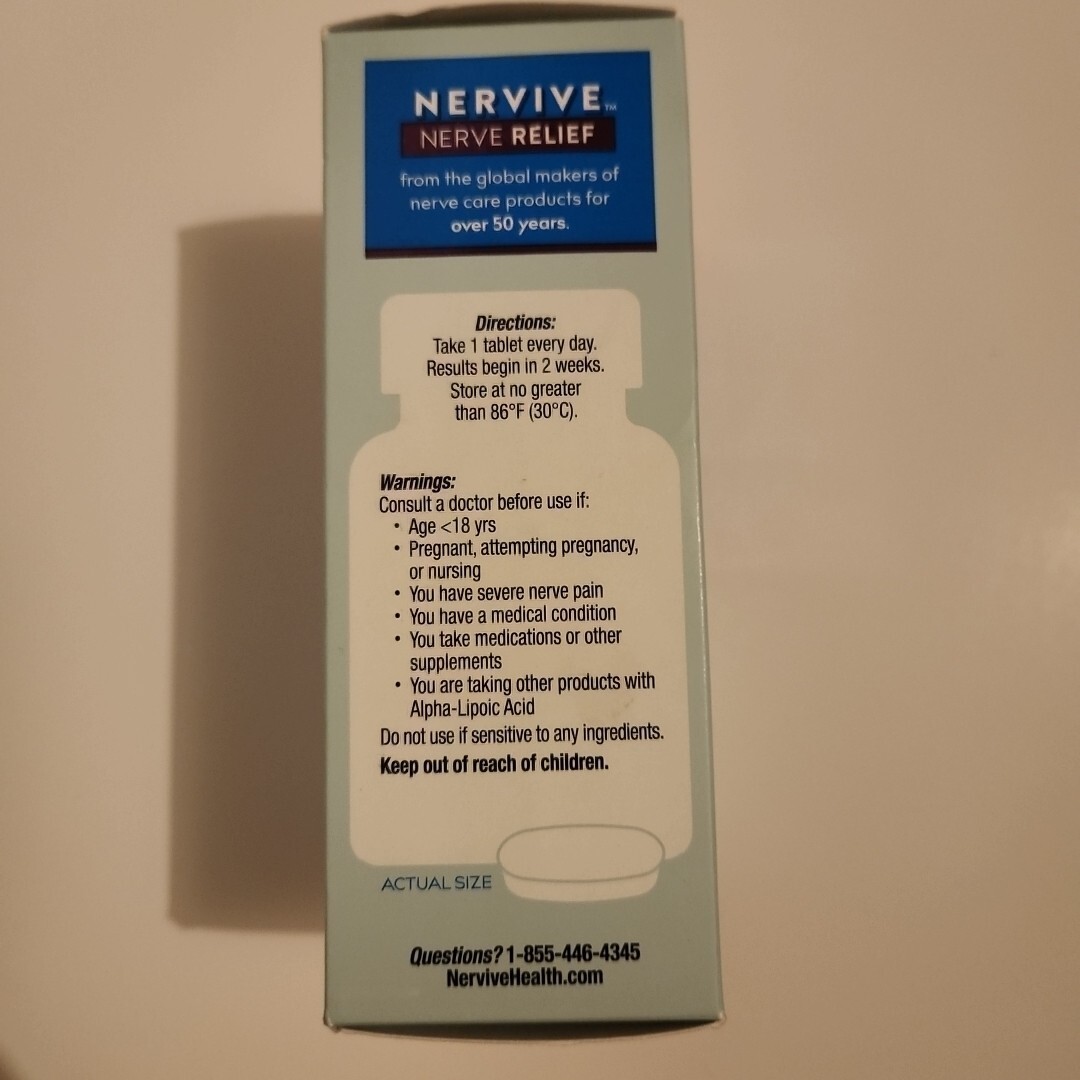 NERVIVE™
NERVE RELIEF
from the global makers of
nerve care products for
over 50 years.
Directions:
Take 1 tablet every day.
Results begin in 2 weeks.
Store at no greater
than 86°F (30°C).
Warnings:
Consult a doctor before use if:
• Age <18 yrs
• Pregnant, attempting pregnancy,
or nursing
• You have severe nerve pain
• You have a medical condition
• You take medications or other
supplements
• You are taking other products with
Alpha-Lipoic Acid
Do not use if sensitive to any ingredients.
Keep out of reach of children.
ACTUAL SIZE
Questions? 1-855-446-4345
NerviveHealth.com